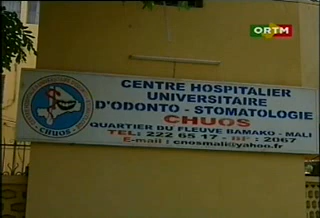 ORTM
CENTRE HOSPITALIER
UNIVERSITAIRE
D'ODONTO - STOMATOLOGIE
CHUOS
QUARTIER DU FLEUVE BAMAKO - MALI
TEL: 222 65 17 - BP: 2067
E-mail : cnosmali@yahoo.fr
CHUOS